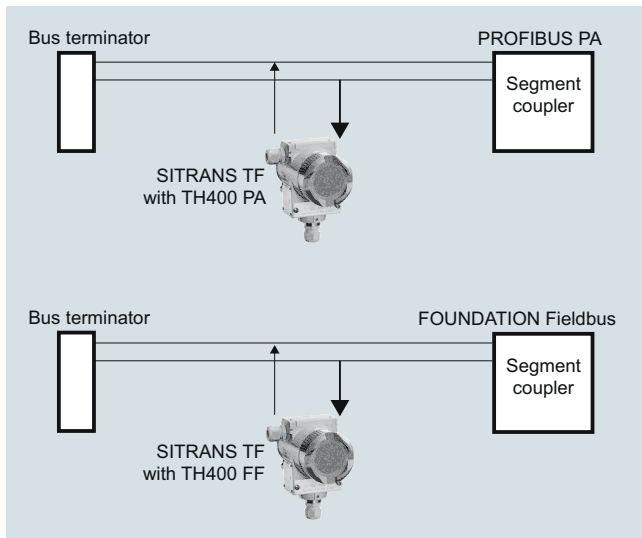 Bus terminator
PROFIBUS PA
Segment
coupler
SITRANS TF
with TH400 PA
Bus terminator
FOUNDATION Fieldbus
Segment
coupler
SITRANS TF
with TH400 FF